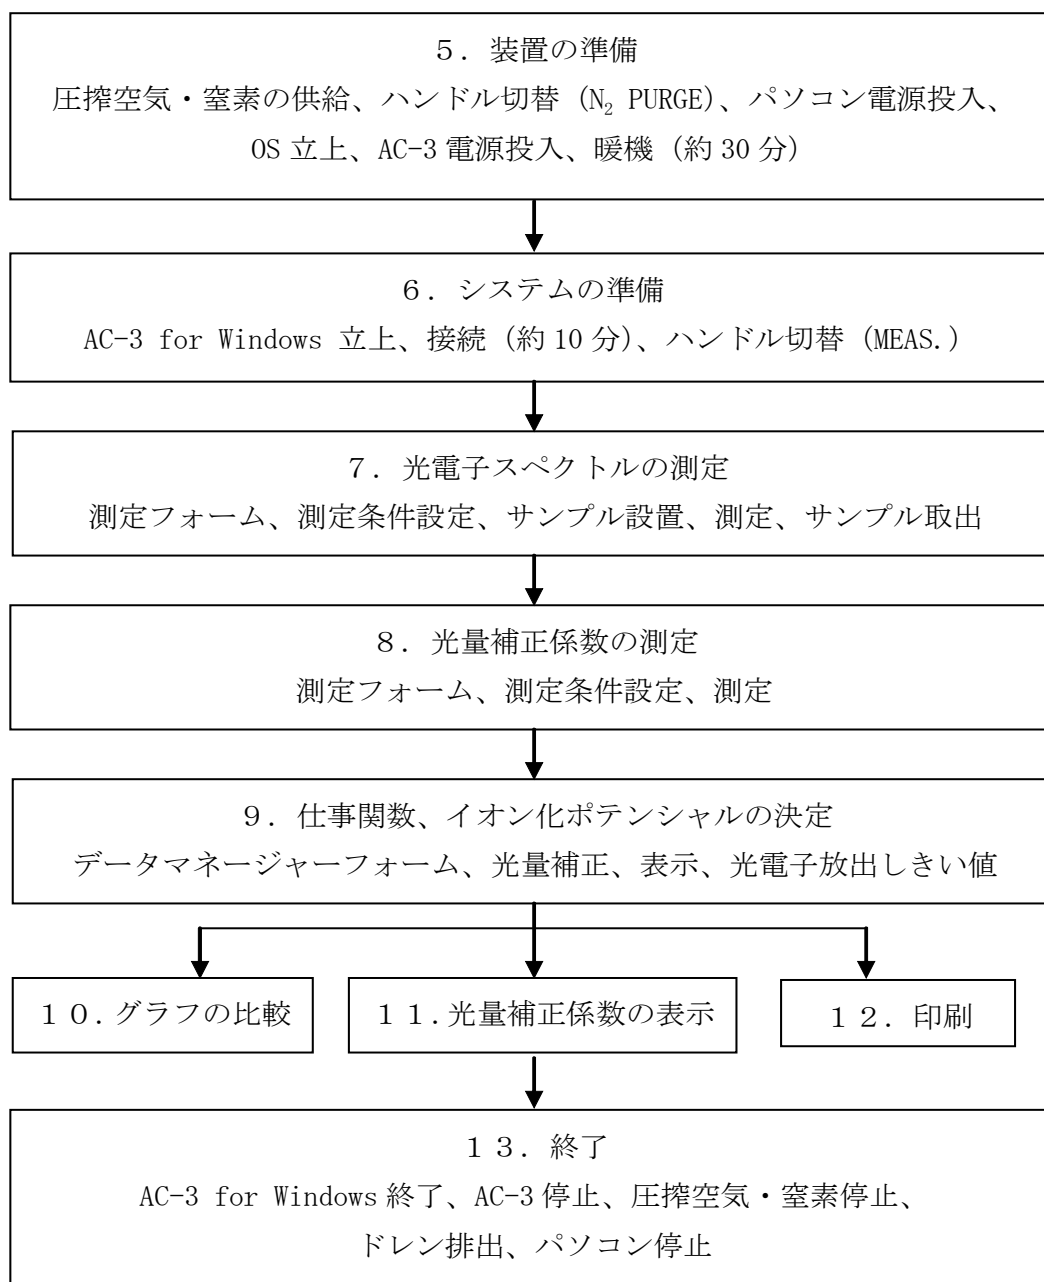 ５．装置の準備
圧搾空気・窒素の供給、ハンドル切替（N₂ PURGE）、パソコン電源投入、
OS 立上、AC-3 電源投入、暖機（約 30 分）
６．システムの準備
AC-3 for Windows 立上、接続（約 10 分）、ハンドル切替（MEAS.）
７．光電子スペクトルの測定
測定フォーム、測定条件設定、サンプル設置、測定、サンプル取出
８．光量補正係数の測定
測定フォーム、測定条件設定、測定
９．仕事関数、イオン化ポテンシャルの決定
データマネージャーフォーム、光量補正、表示、光電子放出しきい値
１０．グラフの比較
１１．光量補正係数の表示
１２．印刷
１３．終了
AC-3 for Windows 終了、AC-3 停止、圧搾空気・窒素停止、
ドレン排出、パソコン停止